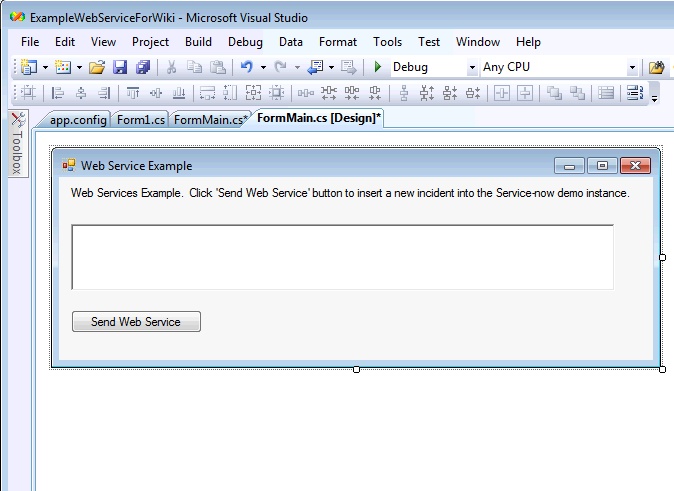 ExampleWebServiceForWiki - Microsoft Visual Studio
File Edit View Project Build Debug Data Format Tools Test Window Help
Debug Any CPU
app.config Form1.cs FormMain.cs* FormMain.cs [Design]*
Toolbox
Web Service Example
Web Services Example. Click 'Send Web Service' button to insert a new incident into the Service-now demo instance.
Send Web Service